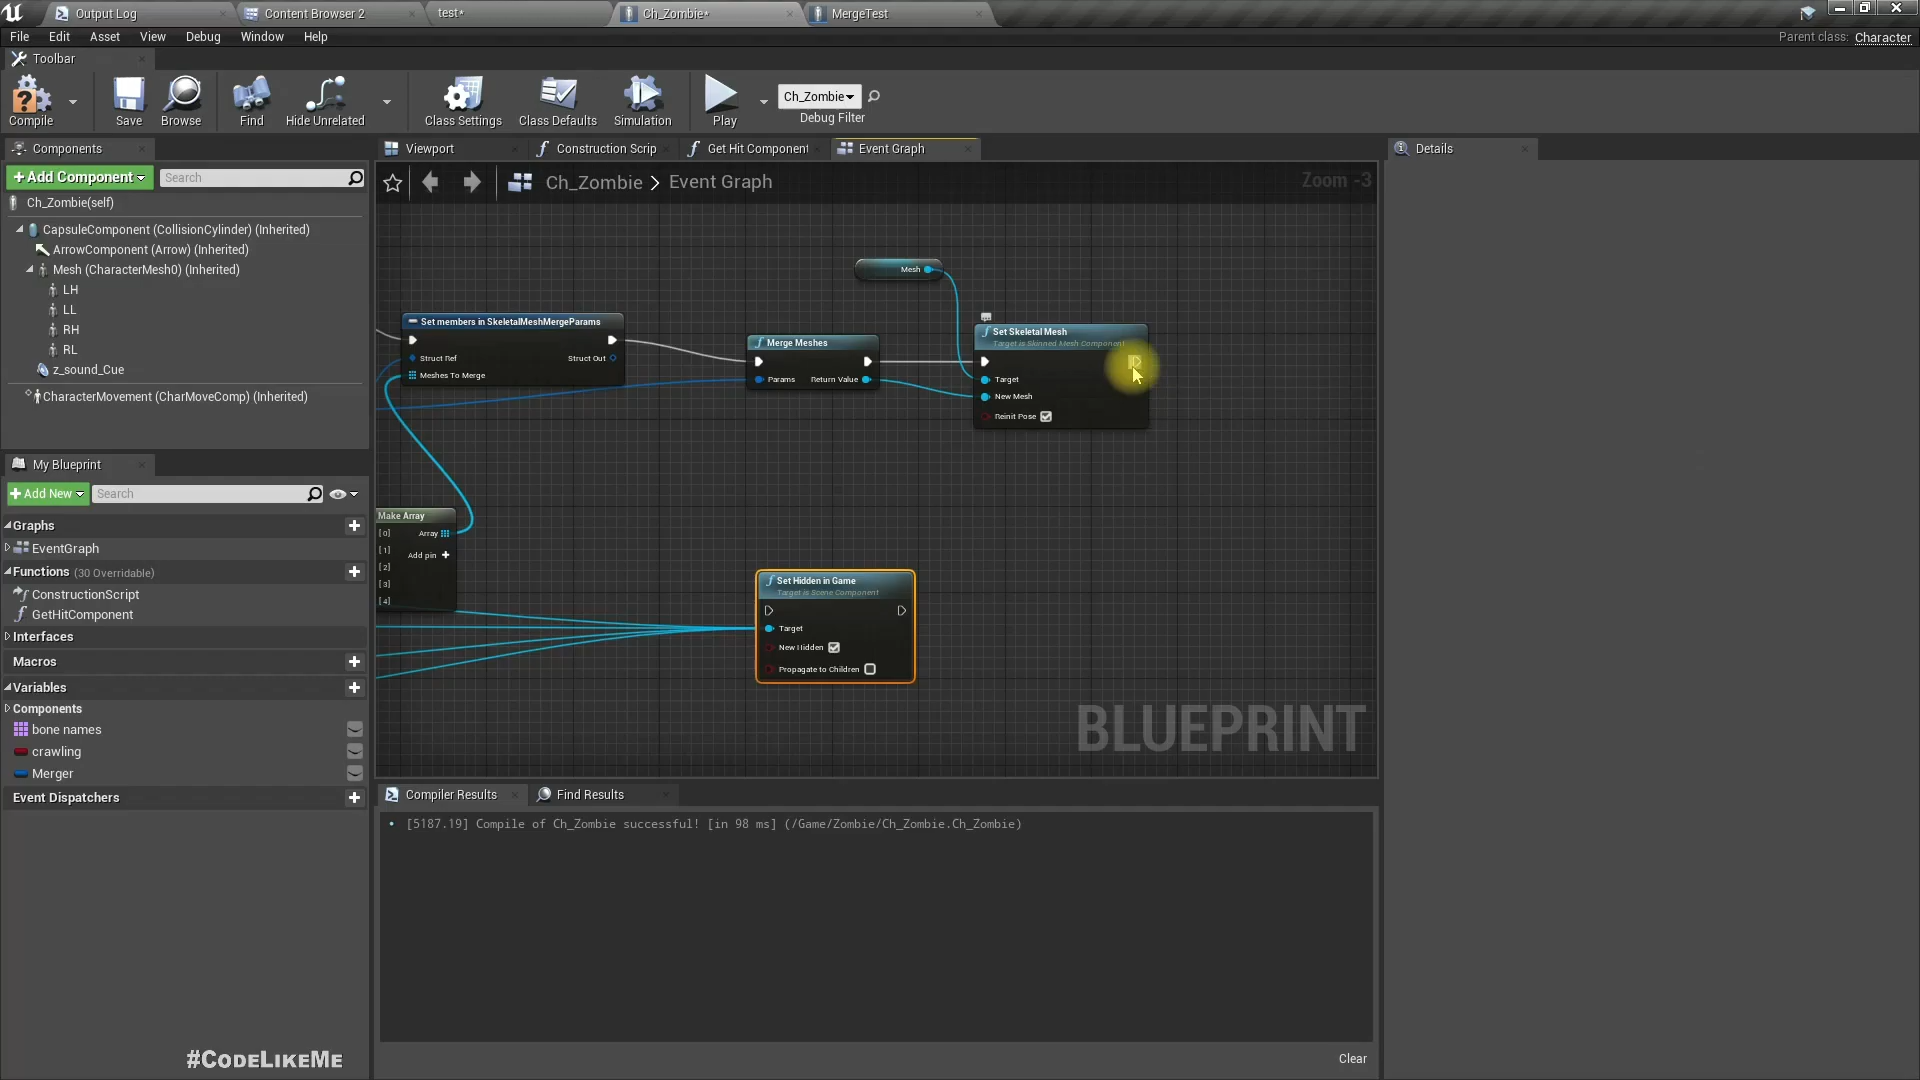 Output Log
Content Browser 2
test*
Ch_Zombie*
MergeTest
File Edit Asset View Debug Window Help
Parent class: Character
Toolbar
Compile
Save
Browse
Find
Hide Unrelated
Class Settings
Class Defaults
Simulation
Play
Ch_Zombie
Debug Filter
Components
+Add Component
Search
Ch_Zombie(self)
CapsuleComponent (CollisionCylinder) (Inherited)
ArrowComponent (Arrow) (Inherited)
Mesh (CharacterMesh0) (Inherited)
LH
LL
RH
RL
z_sound_Cue
CharacterMovement (CharMoveComp) (Inherited)
My Blueprint
+Add New
Search
Graphs
EventGraph
Functions (30 Overridable)
ConstructionScript
GetHitComponent
Interfaces
Macros
Variables
Components
bone names
crawling
Merger
Event Dispatchers
#CodeLikeMe
Viewport
Construction Scrip
Get Hit Component
Event Graph
Ch_Zombie > Event Graph
Zoom -3
Mesh
Set members in SkeletalMeshMergeParams
Struct Ref
Struct Out
Meshes To Merge
Merge Meshes
Params
Return Value
Set Skeletal Mesh
Target is Skinned Mesh Component
Target
New Mesh
Reinit Pose
Make Array
[0]
Array
[1]
Add pin +
[2]
[3]
[4]
Set Hidden in Game
Target is Scene Component
Target
New Hidden
Propagate to Children
BLUEPRINT
Compiler Results
Find Results
[5187.19] Compile of Ch_Zombie successful! [in 98 ms] (/Game/Zombie/Ch_Zombie.Ch_Zombie)
Clear
Details